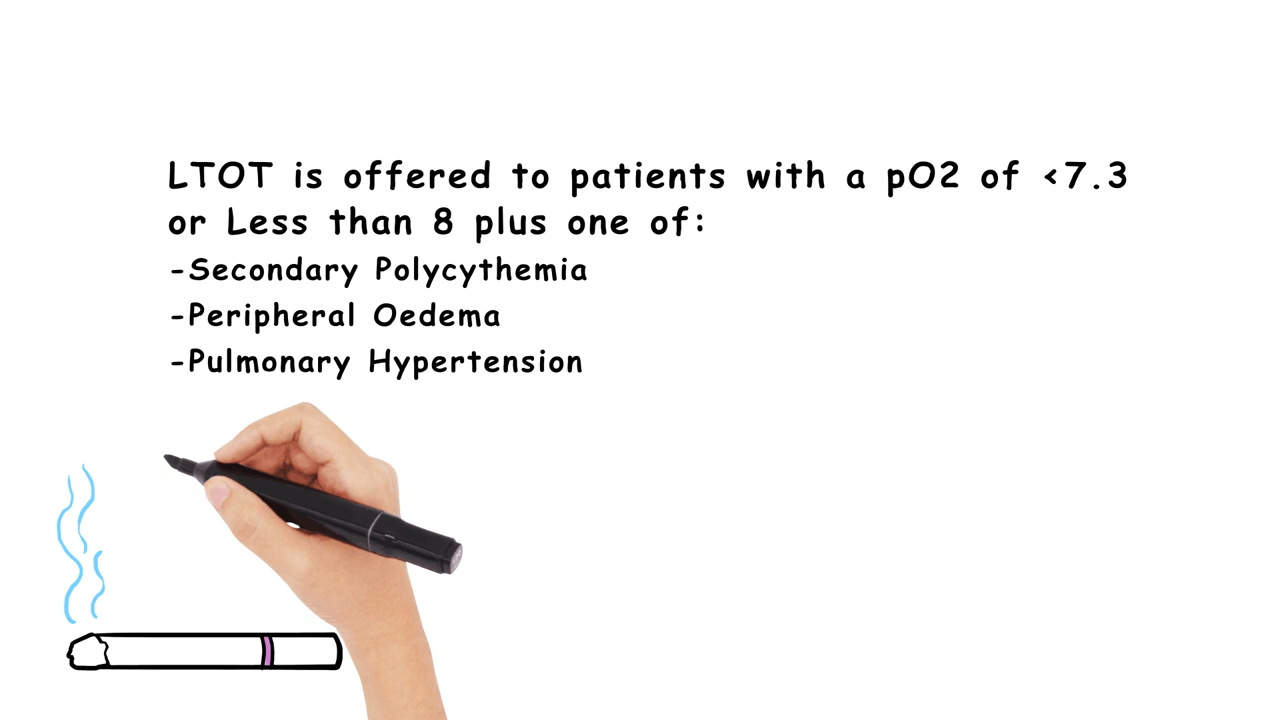 LTOT is offered to patients with a pO2 of <7.3
or Less than 8 plus one of:
-Secondary Polycythemia
-Peripheral Oedema
-Pulmonary Hypertension